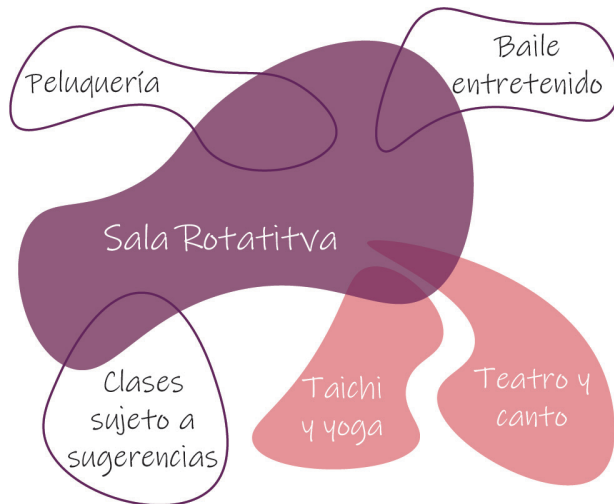 Peluquería
Baile
entretenido
Sala Rotatitva
Clases
sujeto a
sugerencias
Taichi
y yoga
Teatro y
canto